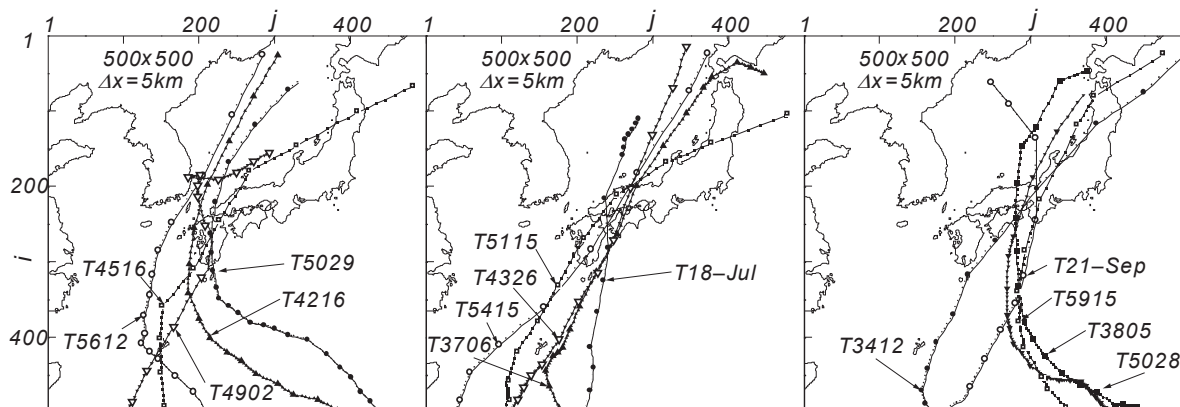 1 200 j 400
1 200 j 400
1 200 j 400
1
200
i
400
500x500
Δx=5km
T4516
T5029
T4216
T5612
T4902
500x500
Δx=5km
T5115
T4326
T5415
T3706
T18–Jul
500x500
Δx=5km
T21–Sep
T5915
T3805
T3412
T5028